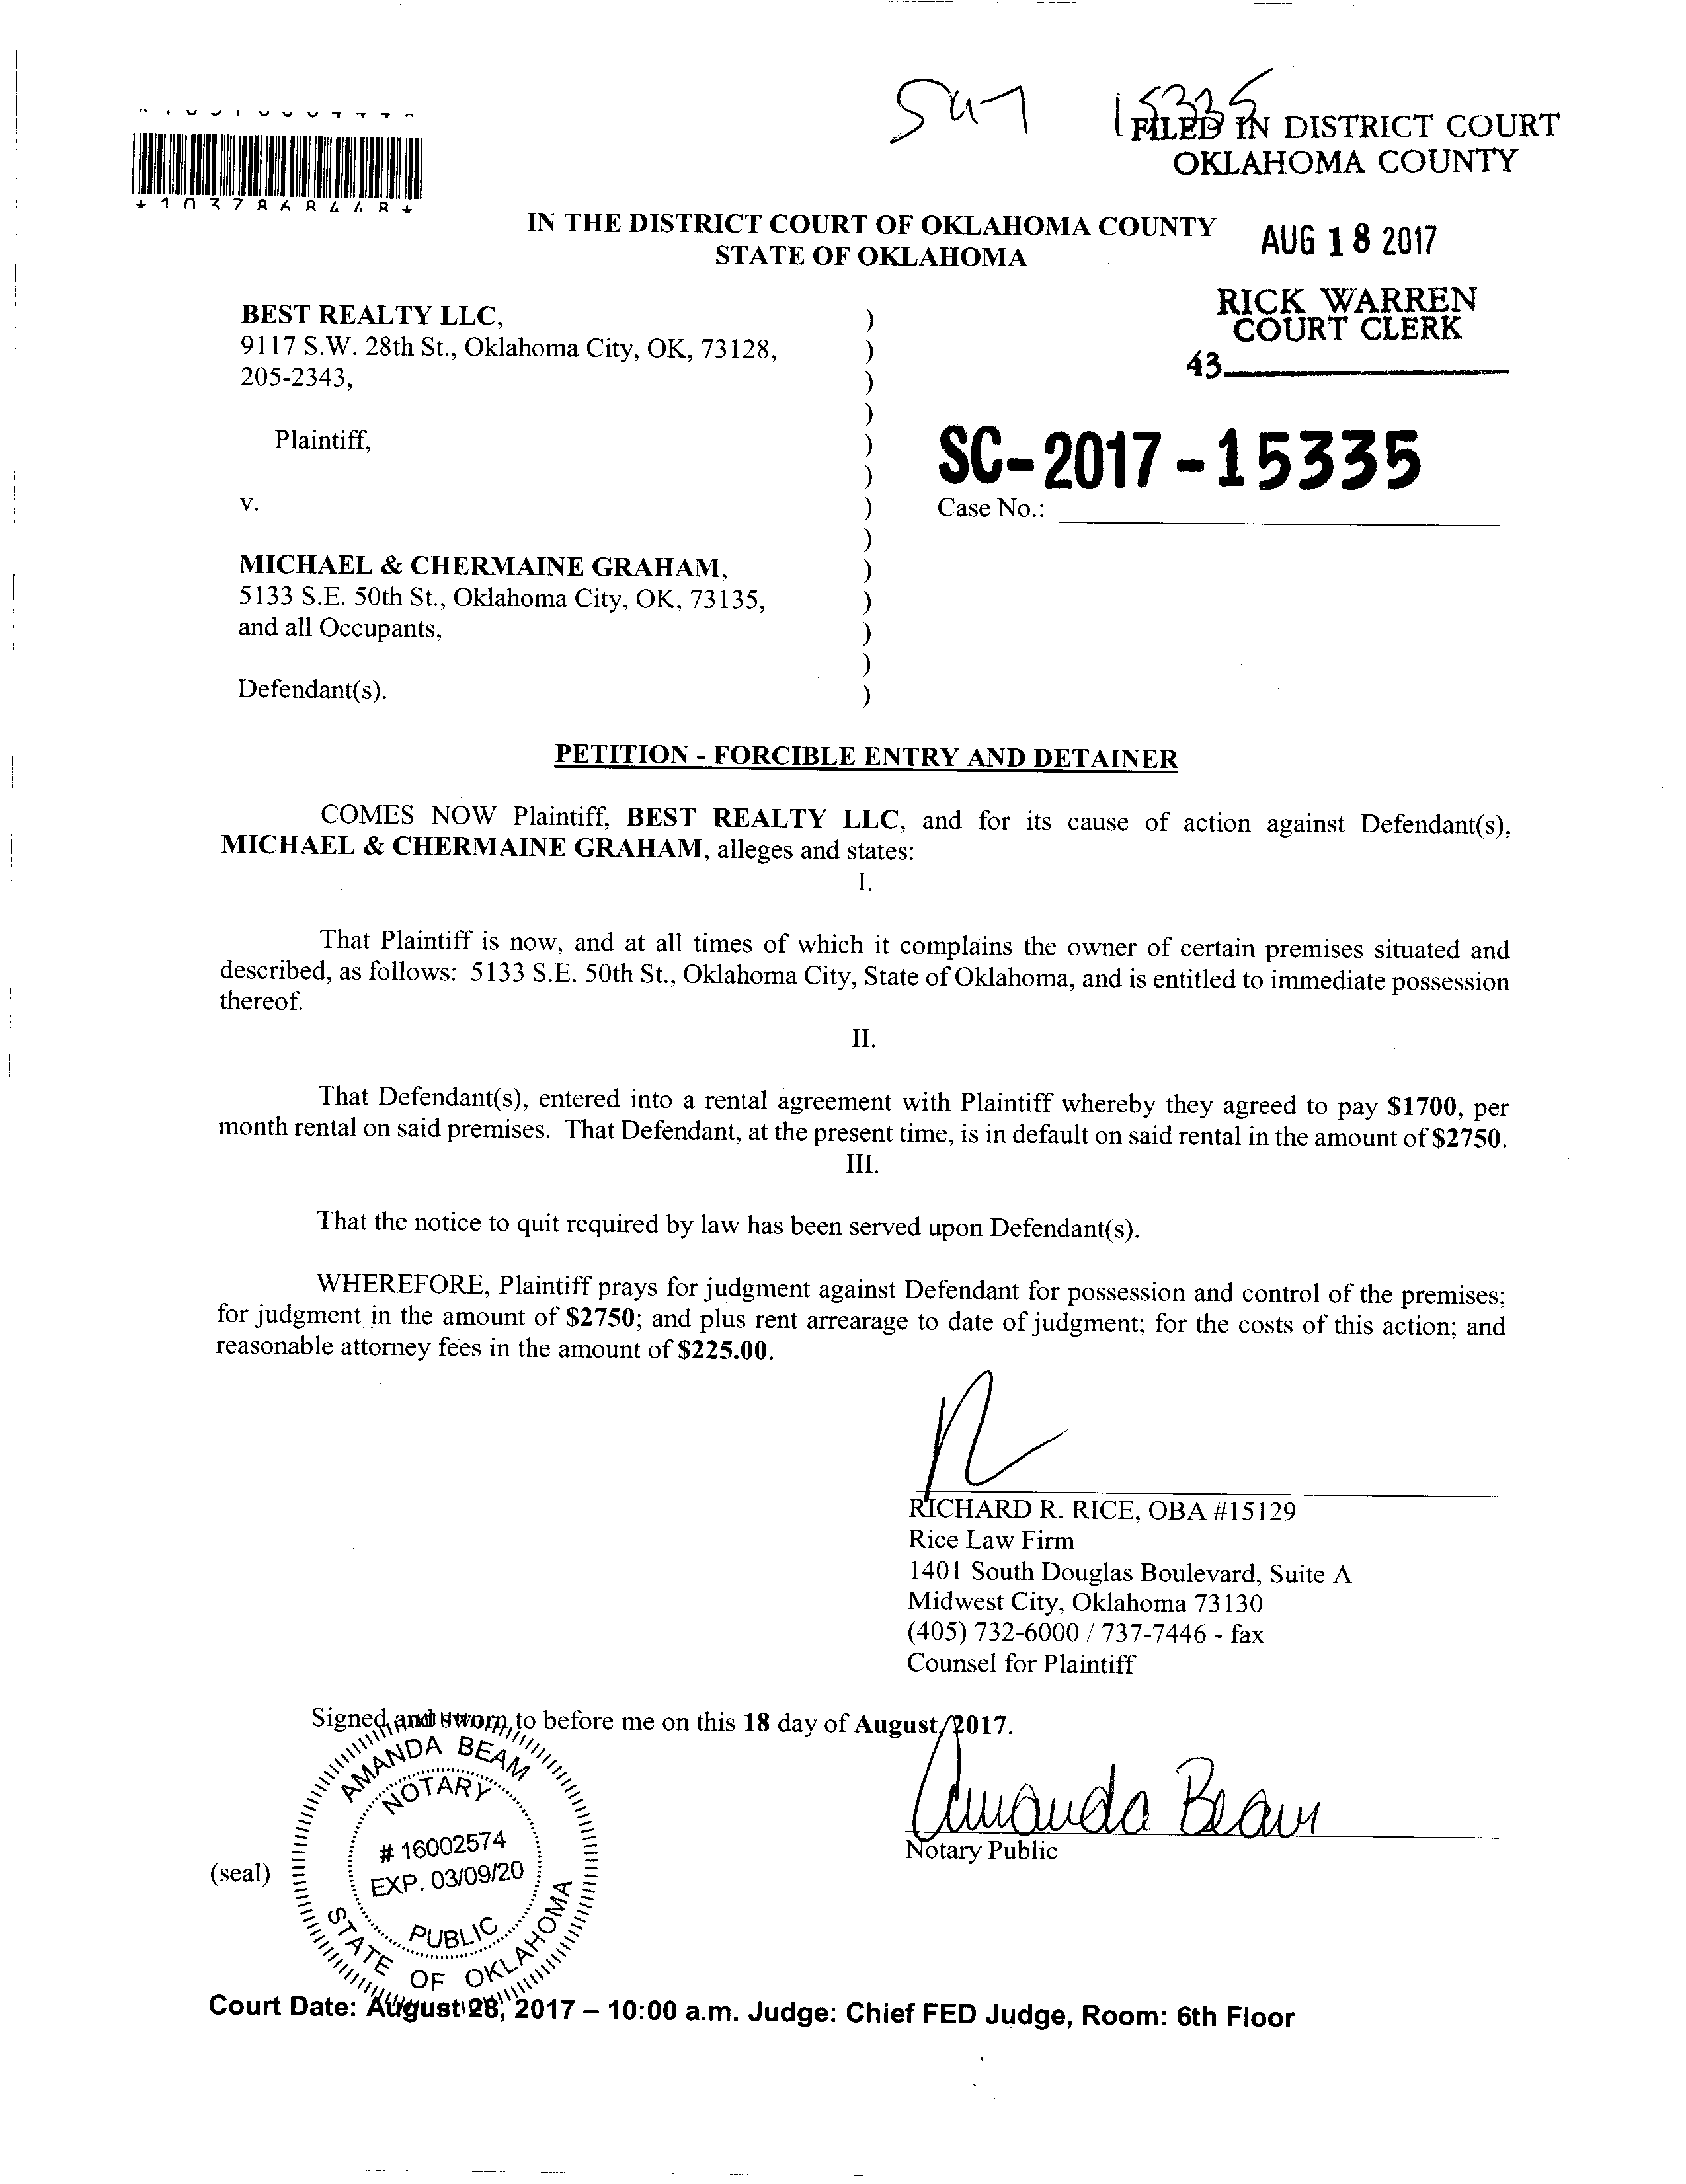 15335
FILED IN DISTRICT COURT
OKLAHOMA COUNTY
*1037868448*
IN THE DISTRICT COURT OF OKLAHOMA COUNTY
STATE OF OKLAHOMA
AUG 18 2017
RICK WARREN
COURT CLERK
43
BEST REALTY LLC, )
9117 S.W. 28th St., Oklahoma City, OK, 73128, )
205-2343, )
)
Plaintiff, )
)
v. )
)
SC-2017-15335
Case No.:
MICHAEL & CHERMAINE GRAHAM, )
5133 S.E. 50th St., Oklahoma City, OK, 73135, )
and all Occupants, )
)
Defendant(s). )
PETITION - FORCIBLE ENTRY AND DETAINER
COMES NOW Plaintiff, BEST REALTY LLC, and for its cause of action against Defendant(s),
MICHAEL & CHERMAINE GRAHAM, alleges and states:
I.
That Plaintiff is now, and at all times of which it complains the owner of certain premises situated and
described, as follows: 5133 S.E. 50th St., Oklahoma City, State of Oklahoma, and is entitled to immediate possession
thereof.
II.
That Defendant(s), entered into a rental agreement with Plaintiff whereby they agreed to pay $1700, per
month rental on said premises. That Defendant, at the present time, is in default on said rental in the amount of $2750.
III.
That the notice to quit required by law has been served upon Defendant(s).
WHEREFORE, Plaintiff prays for judgment against Defendant for possession and control of the premises;
for judgment in the amount of $2750; and plus rent arrearage to date of judgment; for the costs of this action; and
reasonable attorney fees in the amount of $225.00.
RICHARD R. RICE, OBA #15129
Rice Law Firm
1401 South Douglas Boulevard, Suite A
Midwest City, Oklahoma 73130
(405) 732-6000 / 737-7446 - fax
Counsel for Plaintiff
Signed and sworn to before me on this 18 day of August, 2017.
Amanda Beam
Notary Public
(seal)
AMANDA BEAM
NOTARY
# 16002574
EXP. 03/09/20
PUBLIC
STATE OF OKLAHOMA
Court Date: August 28, 2017 – 10:00 a.m. Judge: Chief FED Judge, Room: 6th Floor